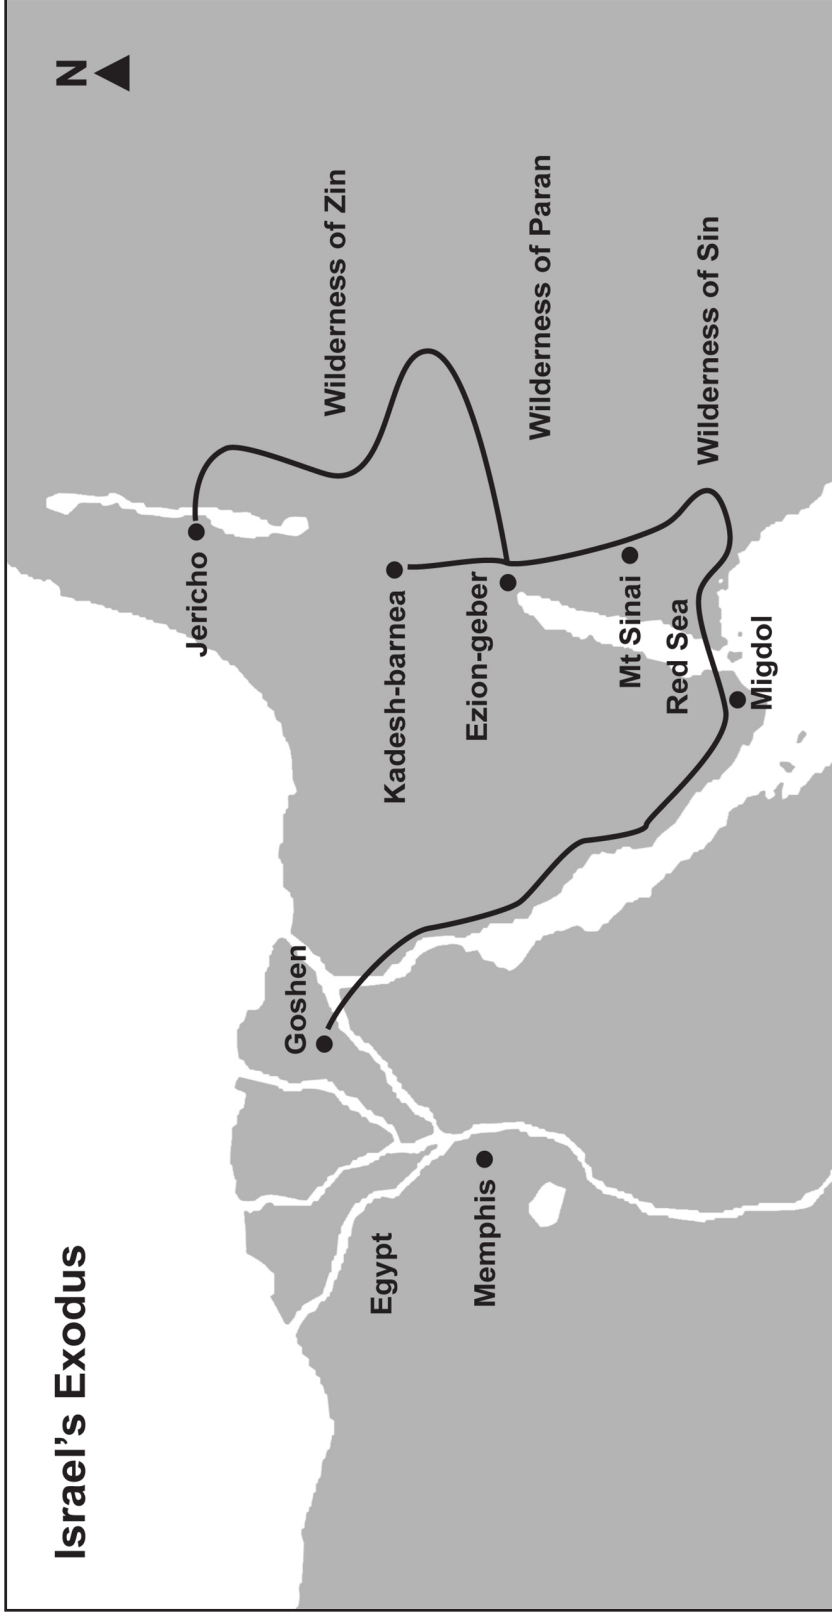 Israel’s Exodus
N
Jericho
Wilderness of Zin
Goshen
Kadesh-barnea
Egypt
Ezion-geber
Memphis
Wilderness of Paran
Mt Sinai
Red Sea
Wilderness of Sin
Migdol